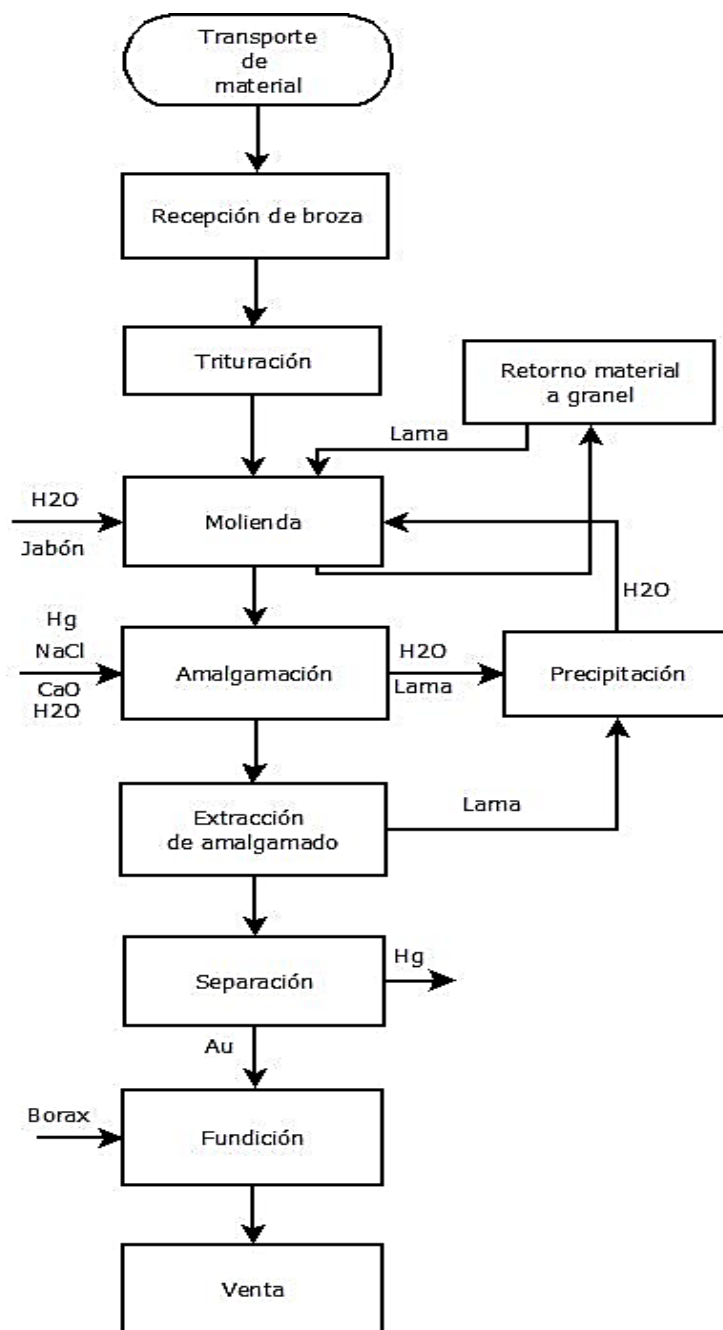 Transporte
de
material
Recepción de broza
Trituración
Retorno material
a granel
Lama
H2O
Jabón
Molienda
H2O
Hg
NaCl
CaO
H2O
Amalgamación
H2O
Lama
Precipitación
Extracción
de amalgamado
Lama
Separación
Hg
Au
Borax
Fundición
Venta